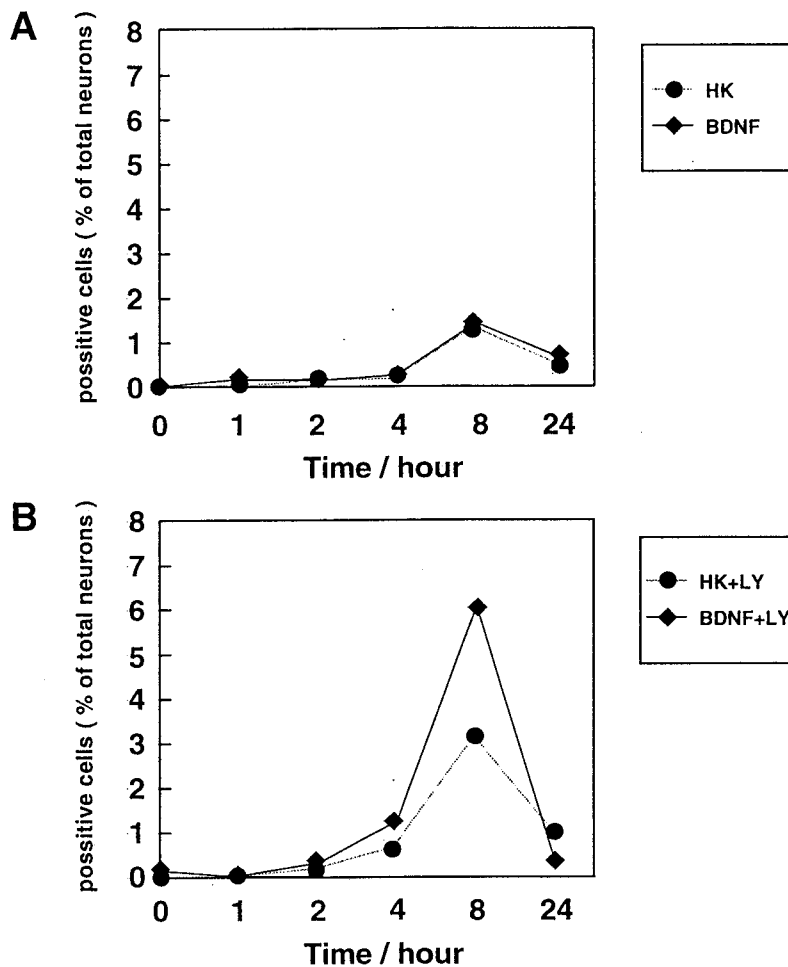 A
possitive cells ( % of total neurons )
8
7
6
5
4
3
2
1
0
0 1 2 4 8 24
Time / hour
HK
BDNF
B
possitive cells ( % of total neurons )
8
7
6
5
4
3
2
1
0
0 1 2 4 8 24
Time / hour
HK+LY
BDNF+LY